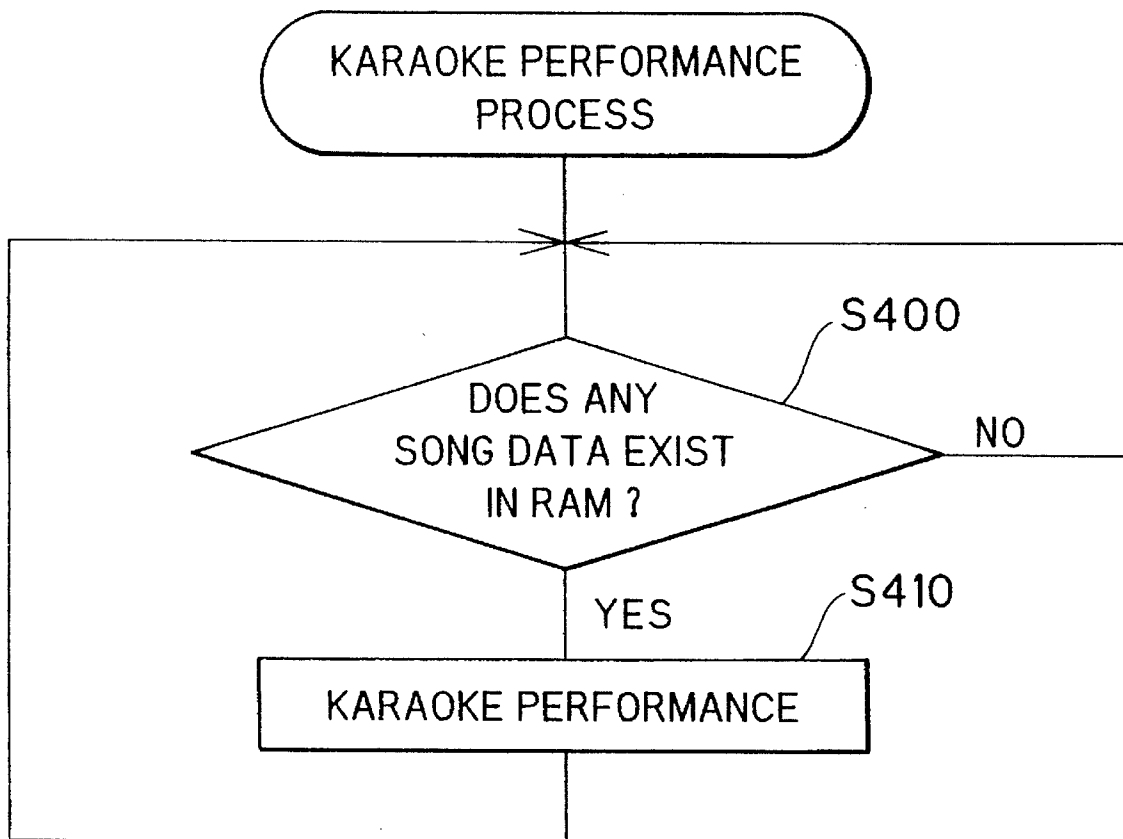 KARAOKE PERFORMANCE
PROCESS
S400
DOES ANY
SONG DATA EXIST
IN RAM ?
NO
YES
S410
KARAOKE PERFORMANCE